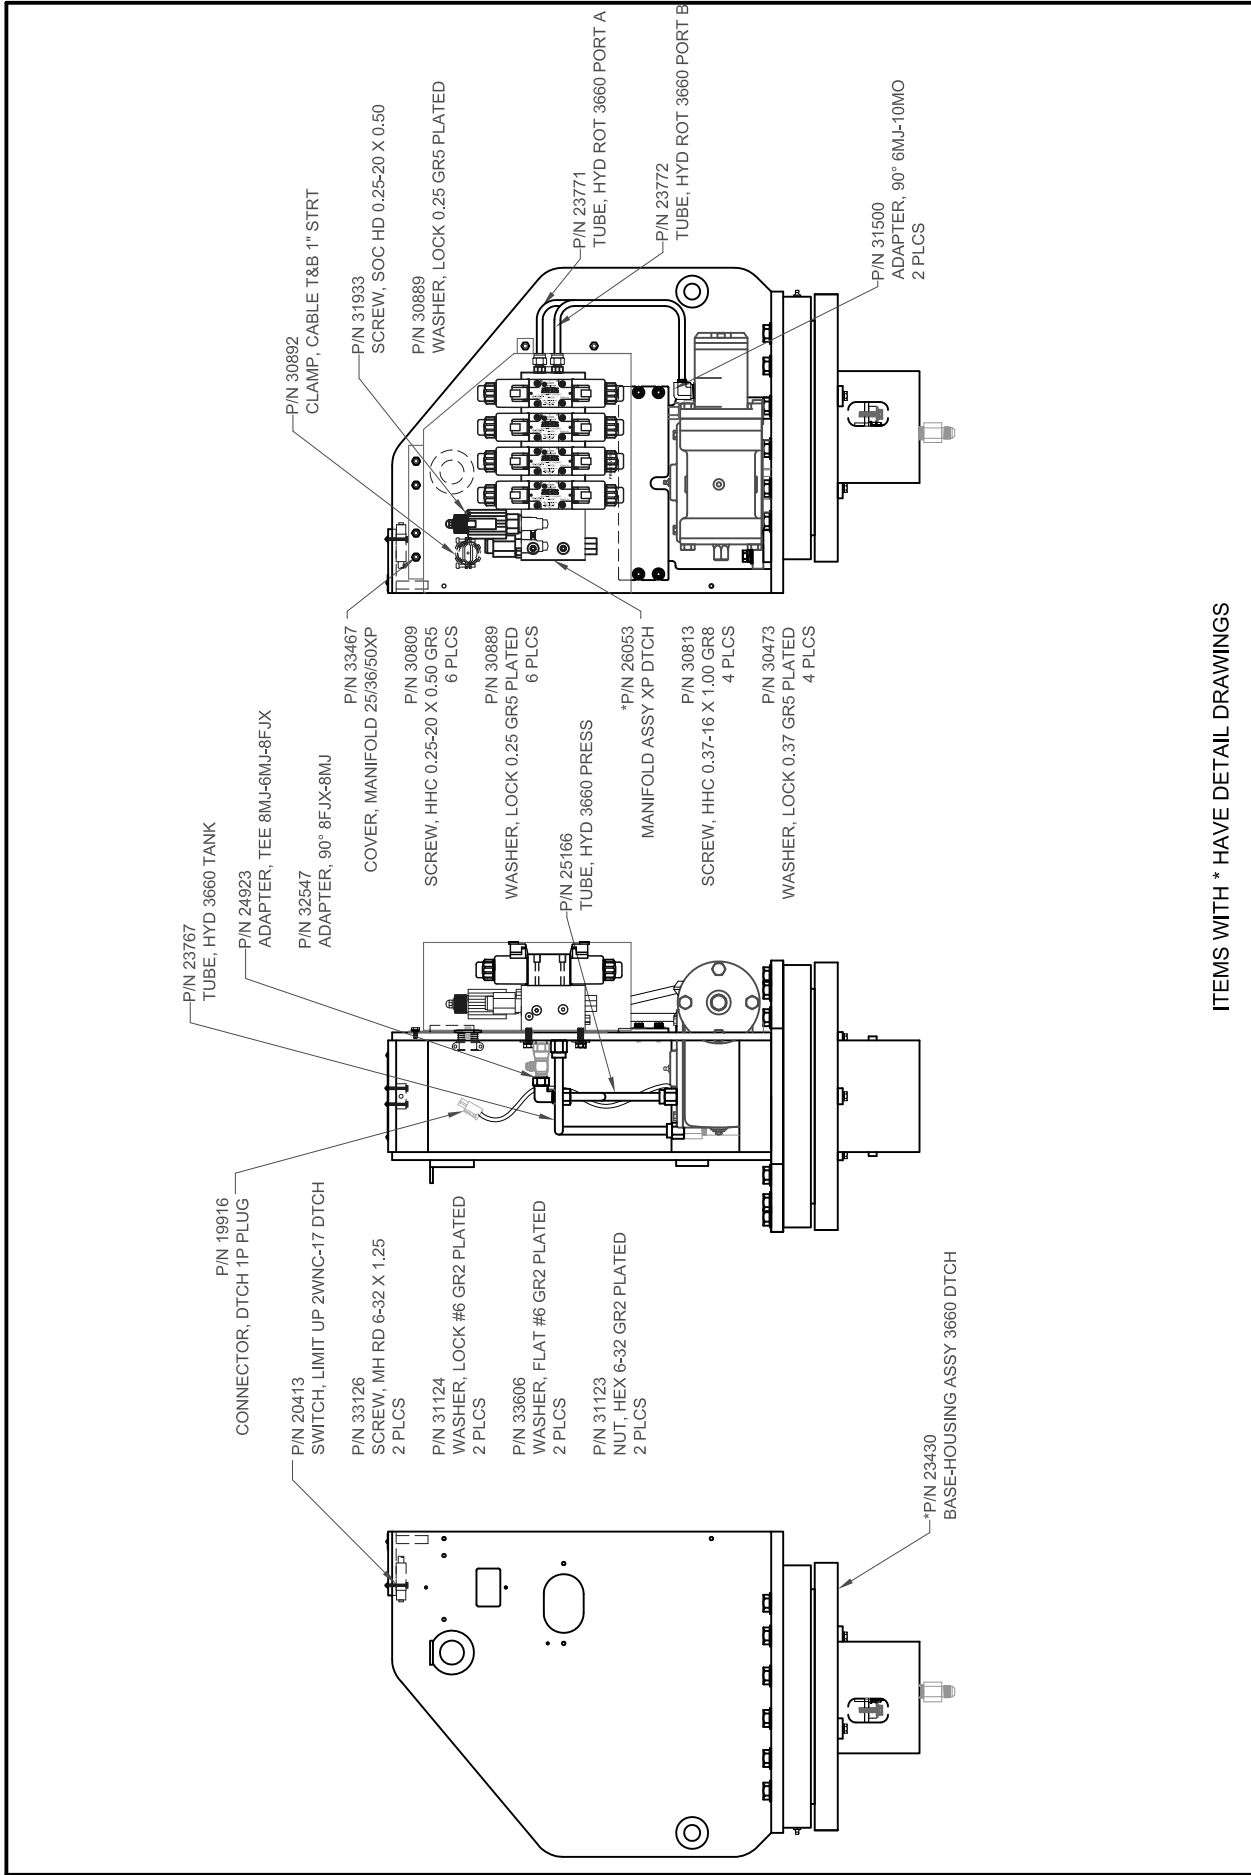 P/N 20413
SWITCH, LIMIT UP 2WNC-17 DTCH
P/N 33126
SCREW, MH RD 6-32 X 1.25
2 PLCS
P/N 31124
WASHER, LOCK #6 GR2 PLATED
2 PLCS
P/N 33606
WASHER, FLAT #6 GR2 PLATED
2 PLCS
P/N 31123
NUT, HEX 6-32 GR2 PLATED
2 PLCS
*P/N 23430
BASE-HOUSING ASSY 3660 DTCH
P/N 19916
CONNECTOR, DTCH 1P PLUG
P/N 23767
TUBE, HYD 3660 TANK
P/N 24923
ADAPTER, TEE 8MJ-6MJ-8FJX
P/N 32547
ADAPTER, 90° 8FJX-8MJ
P/N 25166
TUBE, HYD 3660 PRESS
P/N 33467
COVER, MANIFOLD 25/36/50XP
P/N 30809
SCREW, HHC 0.25-20 X 0.50 GR5
6 PLCS
P/N 30889
WASHER, LOCK 0.25 GR5 PLATED
6 PLCS
*P/N 26053
MANIFOLD ASSY XP DTCH
P/N 30813
SCREW, HHC 0.37-16 X 1.00 GR8
4 PLCS
P/N 30473
WASHER, LOCK 0.37 GR5 PLATED
4 PLCS
P/N 30892
CLAMP, CABLE T&B 1" STRT
P/N 31933
SCREW, SOC HD 0.25-20 X 0.50
P/N 30889
WASHER, LOCK 0.25 GR5 PLATED
P/N 23771
TUBE, HYD ROT 3660 PORT A
P/N 23772
TUBE, HYD ROT 3660 PORT B
P/N 31500
ADAPTER, 90° 6MJ-10MO
2 PLCS
ITEMS WITH * HAVE DETAIL DRAWINGS